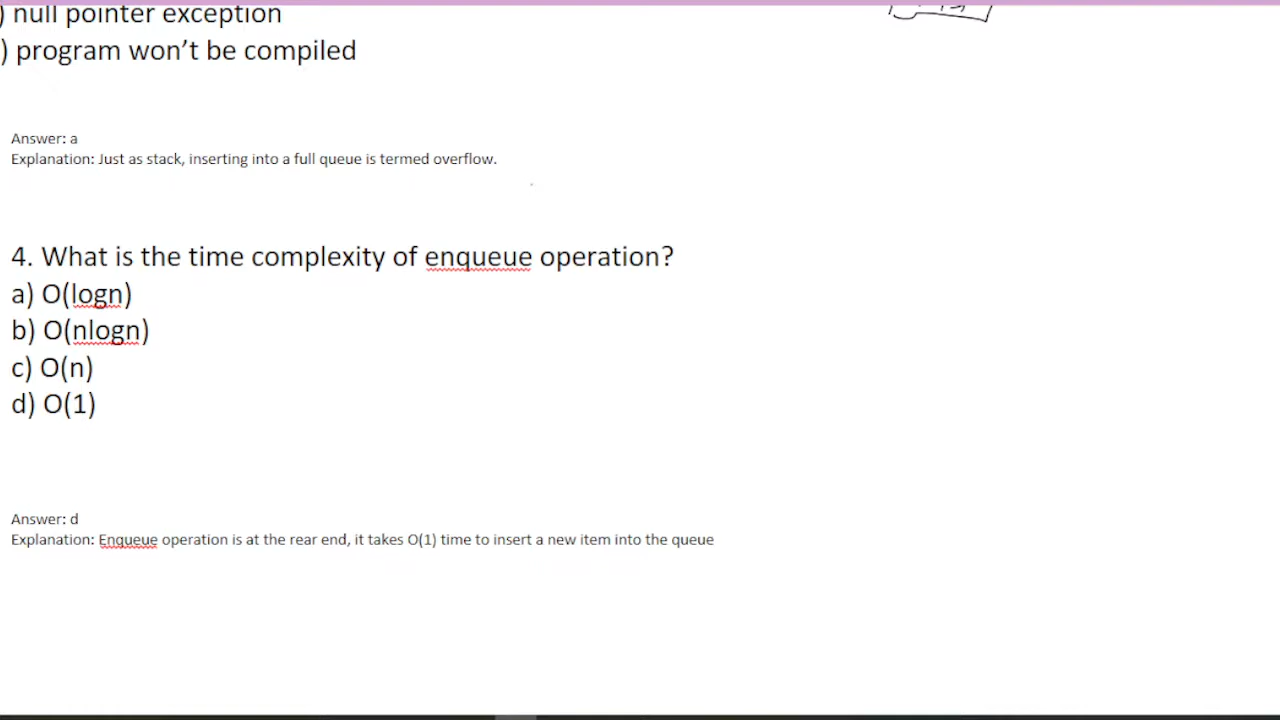 ) null pointer exception
) program won’t be compiled
Answer: a
Explanation: Just as stack, inserting into a full queue is termed overflow.
4. What is the time complexity of enqueue operation?
a) O(logn)
b) O(nlogn)
c) O(n)
d) O(1)
Answer: d
Explanation: Enqueue operation is at the rear end, it takes O(1) time to insert a new item into the queue